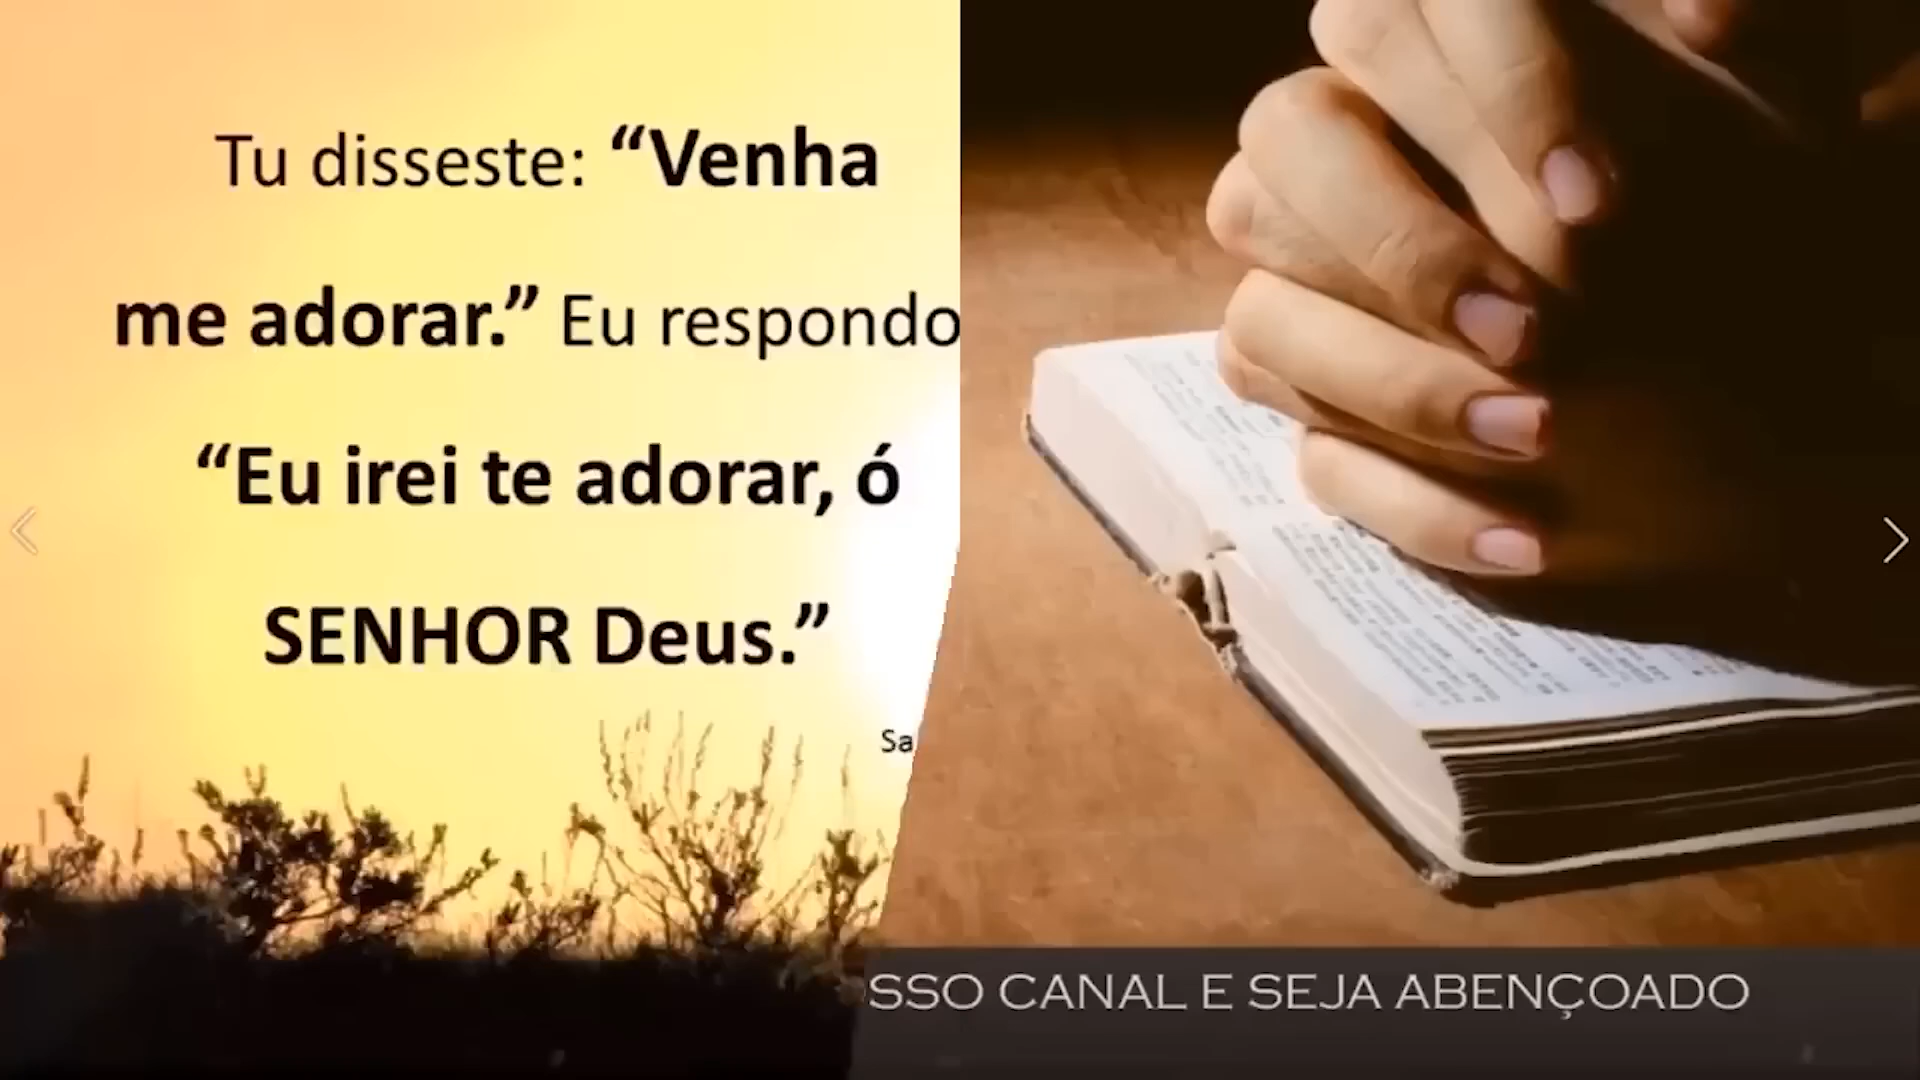 Tu disseste: “Venha
me adorar.” Eu respondo
“Eu irei te adorar, ó
SENHOR Deus.”
Sa
SSO CANAL E SEJA ABENÇOADO